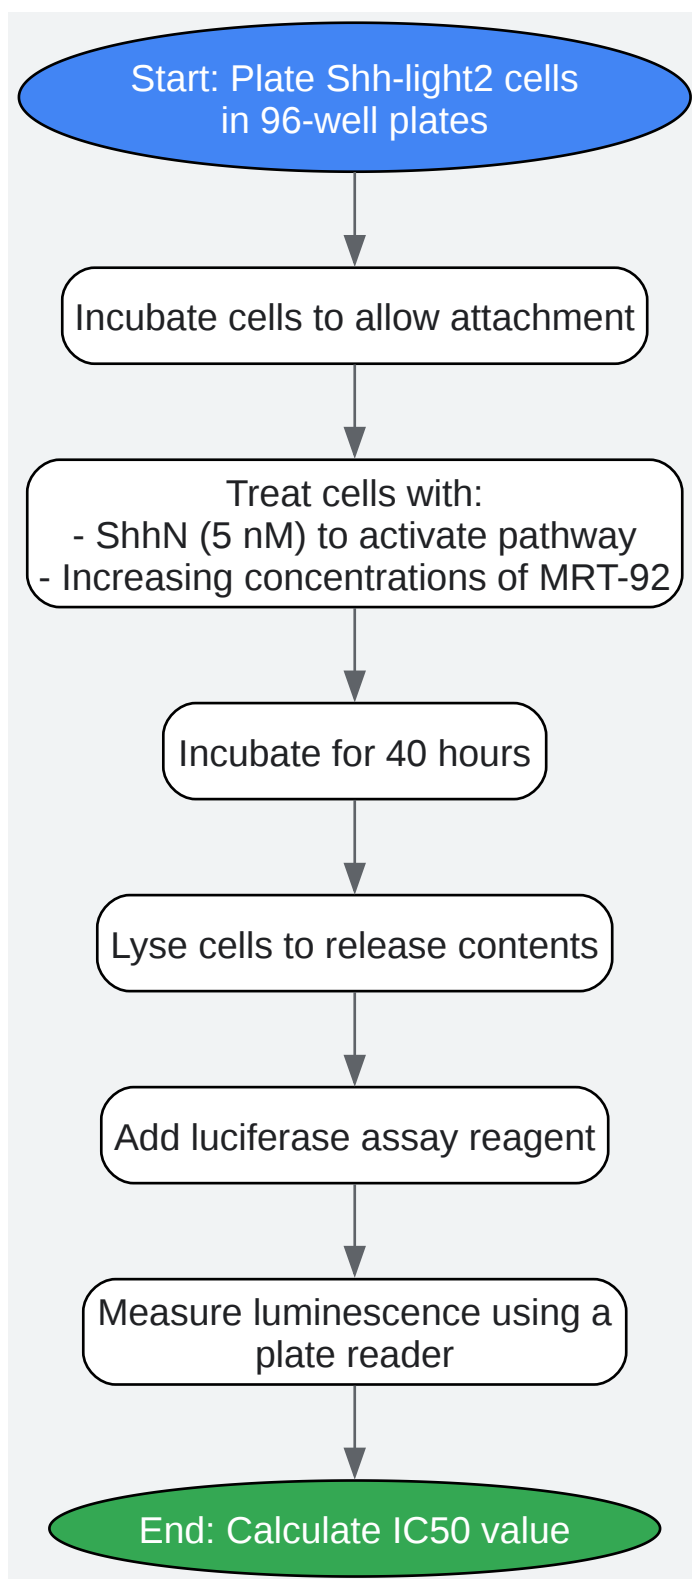 Start: Plate Shh-light2 cells
in 96-well plates
Incubate cells to allow attachment
Treat cells with:
- ShhN (5 nM) to activate pathway
- Increasing concentrations of MRT-92
Incubate for 40 hours
Lyse cells to release contents
Add luciferase assay reagent
Measure luminescence using a
plate reader
End: Calculate IC50 value